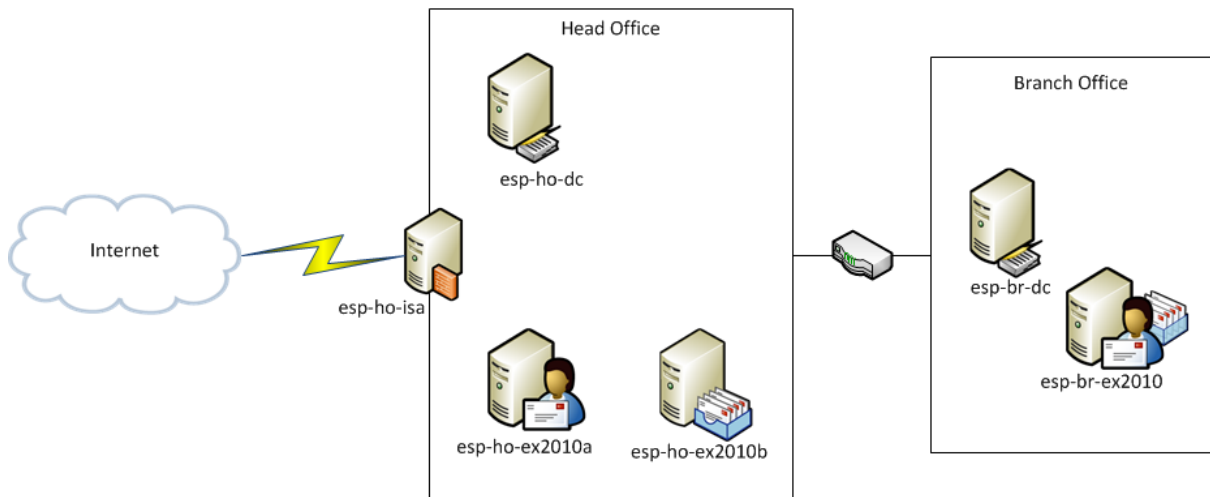 Head Office
Branch Office
esp-ho-dc
Internet
esp-ho-isa
esp-br-dc
esp-br-ex2010
esp-ho-ex2010a
esp-ho-ex2010b